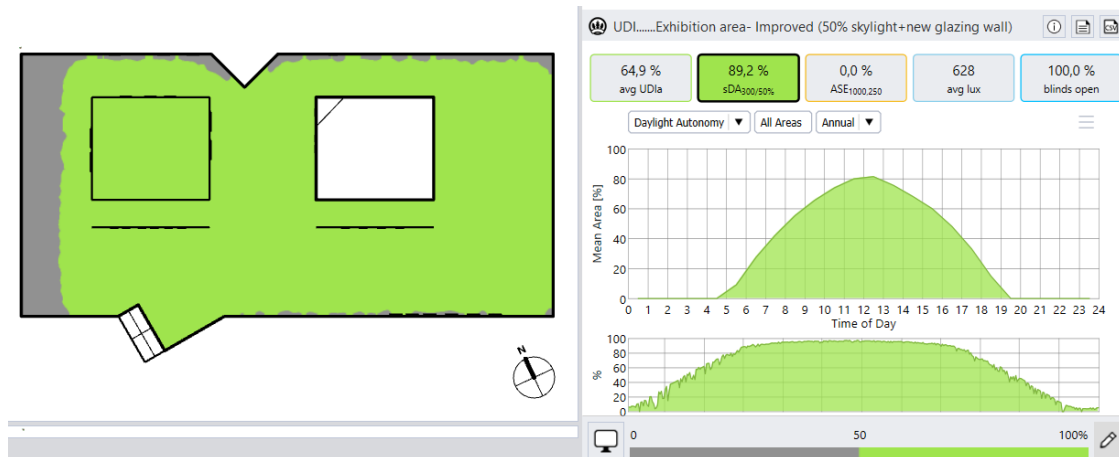 UDI......Exhibition area- Improved (50% skylight+new glazing wall)
CSV
64,9 %
avg UDIa
89,2 %
sDA300/50%
0,0 %
ASE1000,250
628
avg lux
100,0 %
blinds open
Daylight Autonomy
All Areas
Annual
Mean Area [%]
100
80
60
40
20
0
0 1 2 3 4 5 6 7 8 9 10 11 12 13 14 15 16 17 18 19 20 21 22 23 24
Time of Day
%
100
80
60
40
20
0
N
0 50 100%